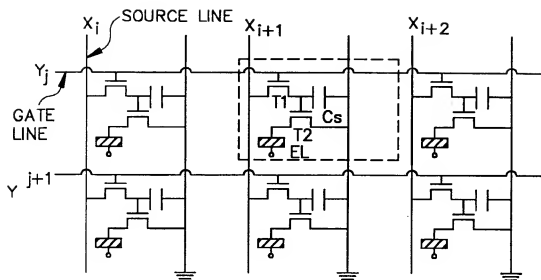 Xi SOURCE LINE Xi+1 Xi+2
Yj
GATE LINE
T1
Cs
T2
EL
Y j+1